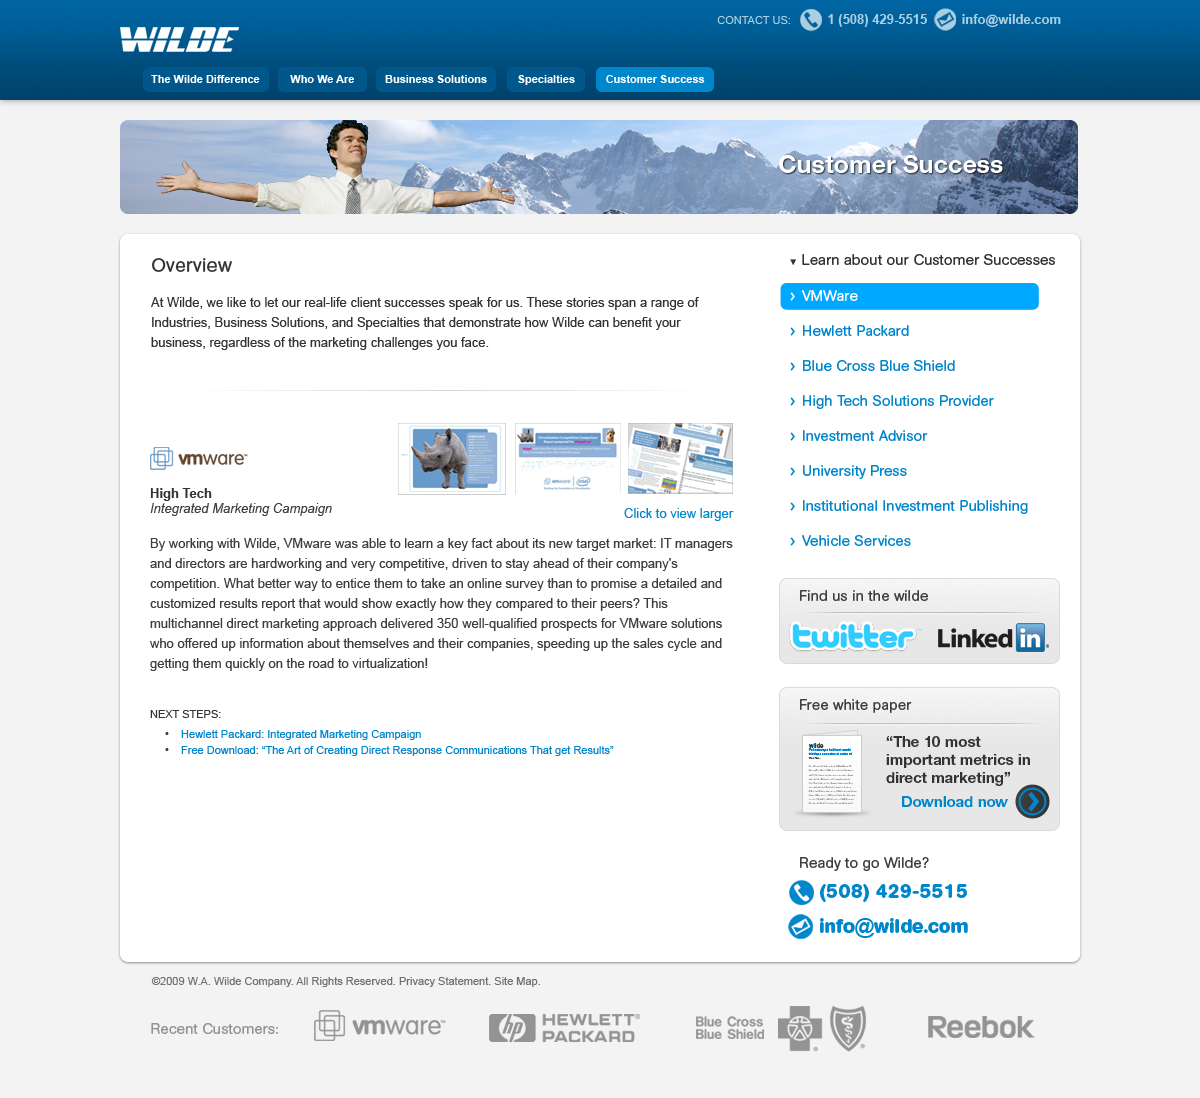 CONTACT US: 1 (508) 429-5515 info@wilde.com
WILDE
The Wilde Difference
Who We Are
Business Solutions
Specialties
Customer Success
Customer Success
Overview
At Wilde, we like to let our real-life client successes speak for us. These stories span a range of
Industries, Business Solutions, and Specialties that demonstrate how Wilde can benefit your
business, regardless of the marketing challenges you face.
vmware
High Tech
Integrated Marketing Campaign
Click to view larger
By working with Wilde, VMware was able to learn a key fact about its new target market: IT managers
and directors are hardworking and very competitive, driven to stay ahead of their company's
competition. What better way to entice them to take an online survey than to promise a detailed and
customized results report that would show exactly how they compared to their peers? This
multichannel direct marketing approach delivered 350 well-qualified prospects for VMware solutions
who offered up information about themselves and their companies, speeding up the sales cycle and
getting them quickly on the road to virtualization!
NEXT STEPS:
• Hewlett Packard: Integrated Marketing Campaign
• Free Download: “The Art of Creating Direct Response Communications That get Results”
▾ Learn about our Customer Successes
› VMWare
› Hewlett Packard
› Blue Cross Blue Shield
› High Tech Solutions Provider
› Investment Advisor
› University Press
› Institutional Investment Publishing
› Vehicle Services
Find us in the wilde
twitter
Linked in
Free white paper
wilde
“The 10 most
important metrics in
direct marketing”
Download now
Ready to go Wilde?
(508) 429-5515
info@wilde.com
©2009 W.A. Wilde Company. All Rights Reserved. Privacy Statement. Site Map.
Recent Customers:
vmware™
hp HEWLETT®
PACKARD
Blue Cross
Blue Shield
Reebok